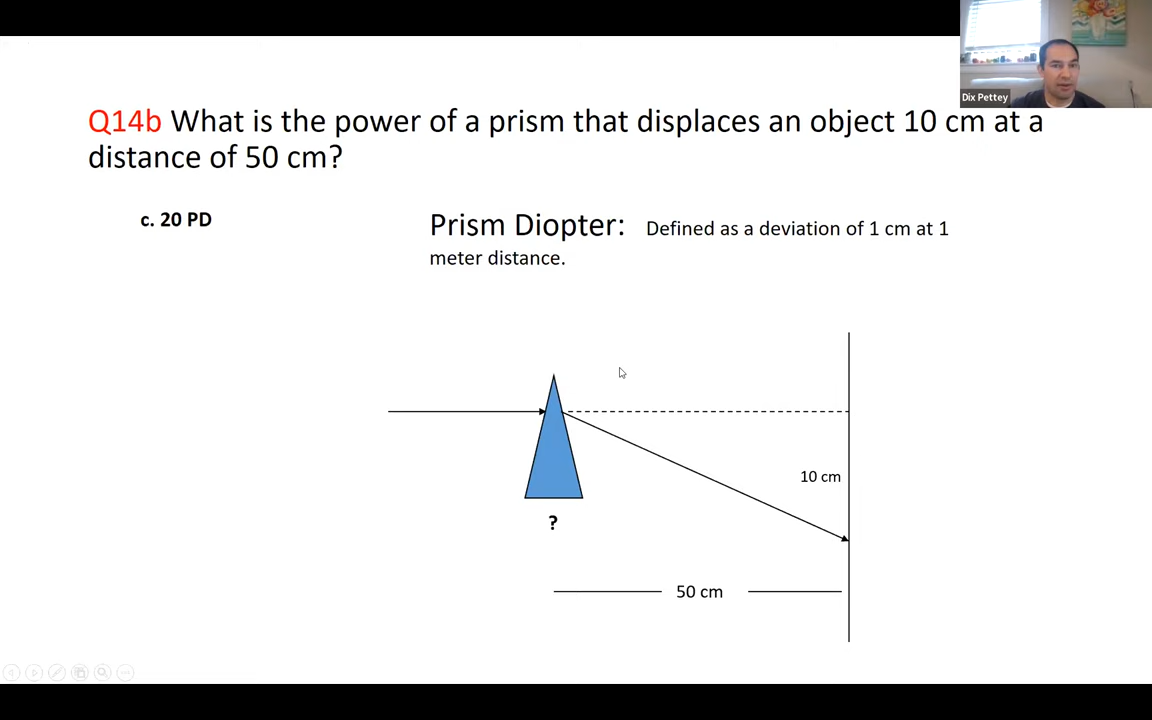 Dix Pettey
Q14b What is the power of a prism that displaces an object 10 cm at a
distance of 50 cm?
c. 20 PD
Prism Diopter: Defined as a deviation of 1 cm at 1
meter distance.
10 cm
?
50 cm